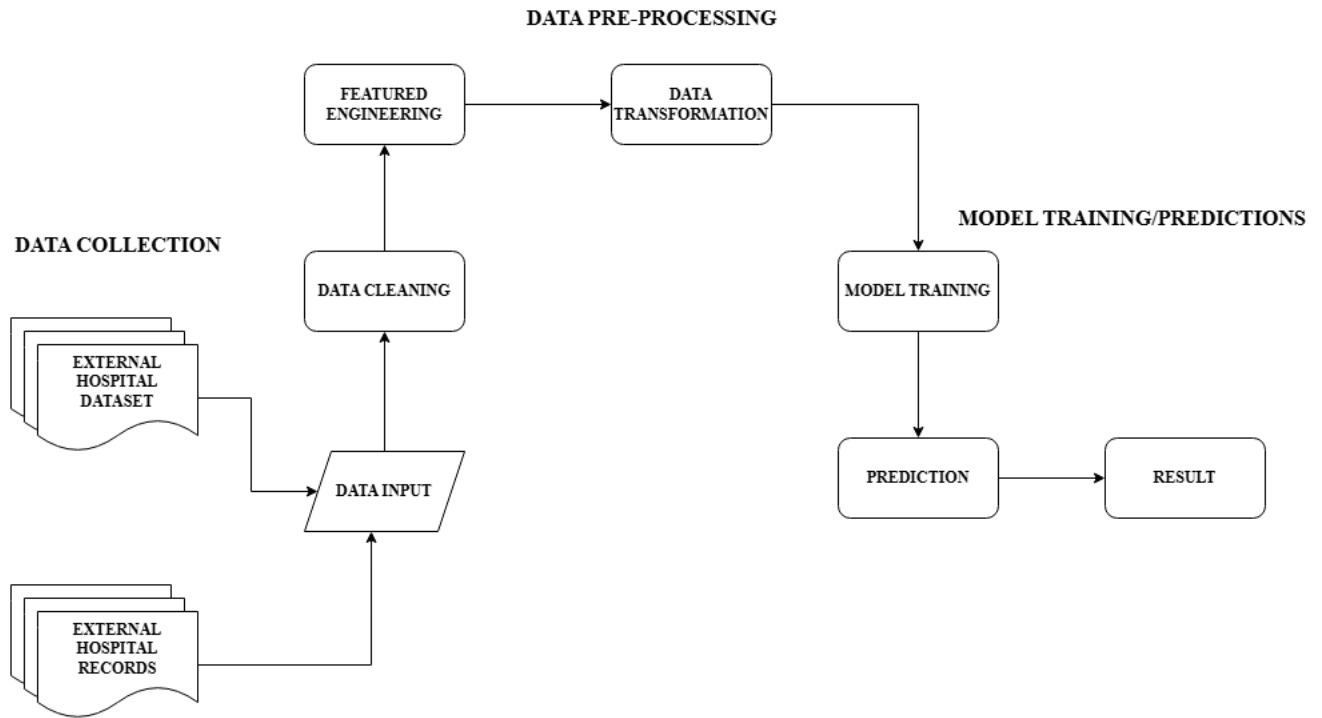 DATA PRE-PROCESSING
FEATURED
ENGINEERING
DATA
TRANSFORMATION
MODEL TRAINING/PREDICTIONS
DATA COLLECTION
DATA CLEANING
MODEL TRAINING
EXTERNAL
HOSPITAL
DATASET
DATA INPUT
PREDICTION
RESULT
EXTERNAL
HOSPITAL
RECORDS